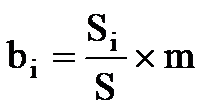 bᵢ = Sᵢ/S × m